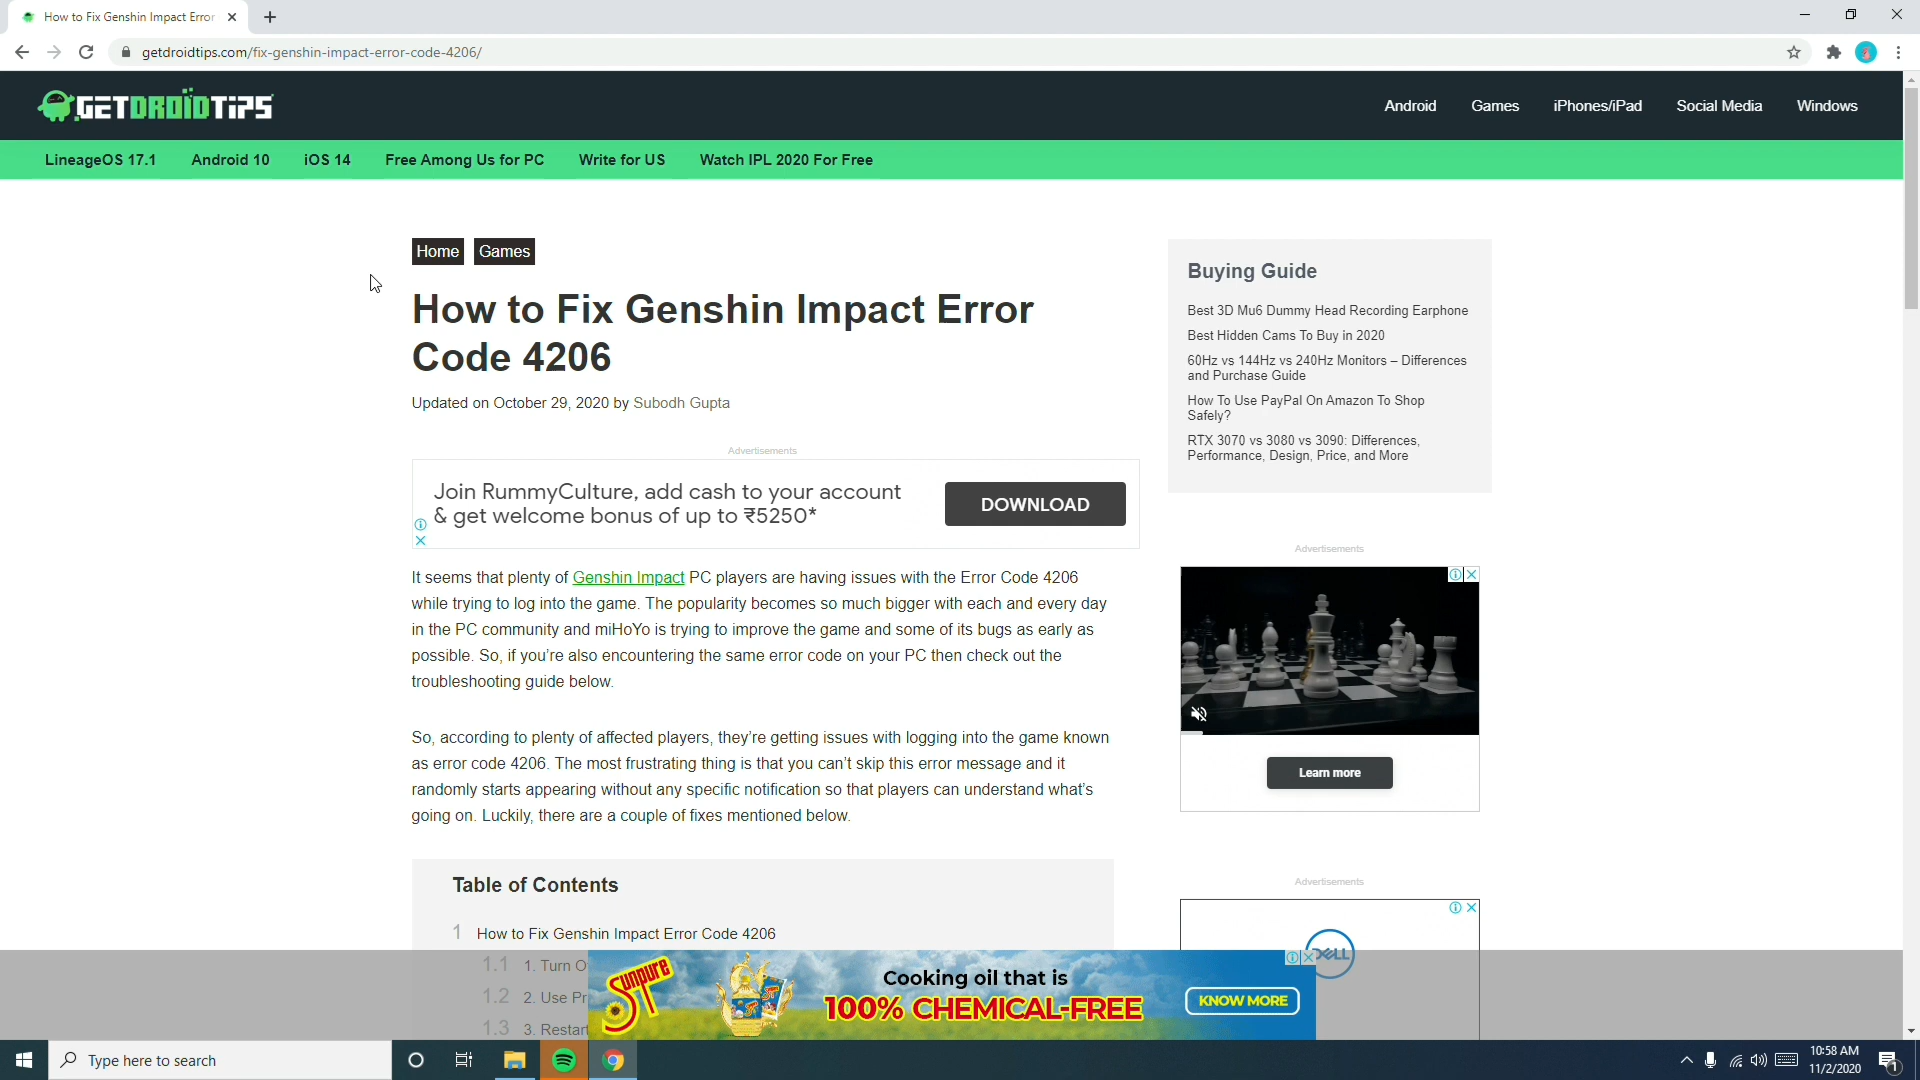 How to Fix Genshin Impact Error
getdroidtips.com/fix-genshin-impact-error-code-4206/
GETDROIDTIPS
Android Games iPhones/iPad Social Media Windows
LineageOS 17.1 Android 10 iOS 14 Free Among Us for PC Write for US Watch IPL 2020 For Free
Home Games
How to Fix Genshin Impact Error
Code 4206
Updated on October 29, 2020 by Subodh Gupta
Advertisements
Join RummyCulture, add cash to your account
& get welcome bonus of up to ₹5250*
DOWNLOAD
It seems that plenty of Genshin Impact PC players are having issues with the Error Code 4206
while trying to log into the game. The popularity becomes so much bigger with each and every day
in the PC community and miHoYo is trying to improve the game and some of its bugs as early as
possible. So, if you're also encountering the same error code on your PC then check out the
troubleshooting guide below.
So, according to plenty of affected players, they're getting issues with logging into the game known
as error code 4206. The most frustrating thing is that you can't skip this error message and it
randomly starts appearing without any specific notification so that players can understand what's
going on. Luckily, there are a couple of fixes mentioned below.
Table of Contents
1 How to Fix Genshin Impact Error Code 4206
1.1 1. Turn O
1.2 2. Use Pr
1.3 3. Restart
Buying Guide
Best 3D Mu6 Dummy Head Recording Earphone
Best Hidden Cams To Buy in 2020
60Hz vs 144Hz vs 240Hz Monitors – Differences
and Purchase Guide
How To Use PayPal On Amazon To Shop
Safely?
RTX 3070 vs 3080 vs 3090: Differences,
Performance, Design, Price, and More
Advertisements
Learn more
Advertisements
DELL
Sunpure
Cooking oil that is
100% CHEMICAL-FREE
KNOW MORE
Type here to search
10:58 AM
11/2/2020
1